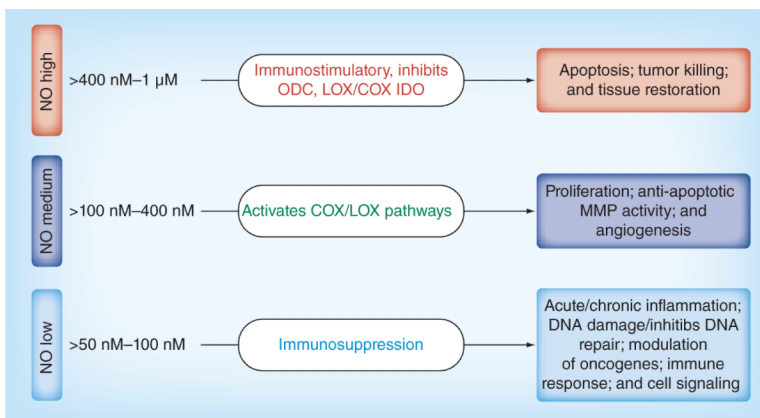 NO high
>400 nM–1 µM
Immunostimulatory, inhibits
ODC, LOX/COX IDO
Apoptosis; tumor killing;
and tissue restoration
NO medium
>100 nM–400 nM
Activates COX/LOX pathways
Proliferation; anti-apoptotic
MMP activity; and
angiogenesis
NO low
>50 nM–100 nM
Immunosuppression
Acute/chronic inflammation;
DNA damage/inhitibs DNA
repair; modulation
of oncogenes; immune
response; and cell signaling